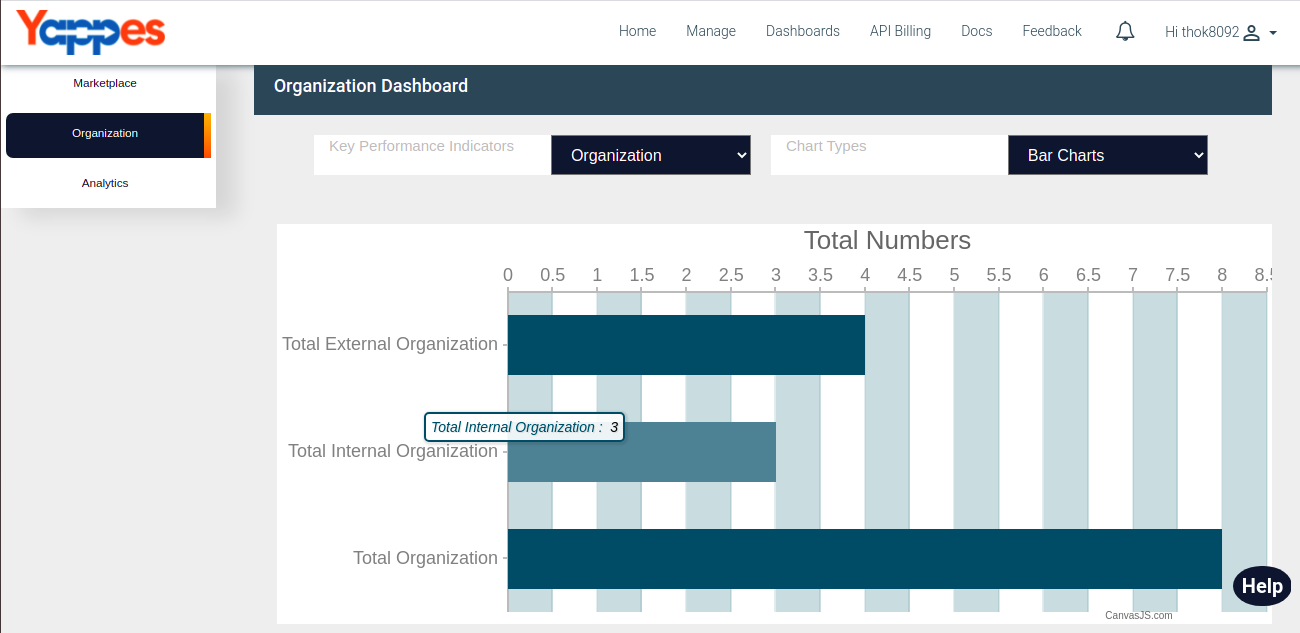 Yappes
Home Manage Dashboards API Billing Docs Feedback Hi thok8092
Marketplace
Organization
Analytics
Organization Dashboard
Key Performance Indicators Organization Chart Types Bar Charts
Total Numbers
0 0.5 1 1.5 2 2.5 3 3.5 4 4.5 5 5.5 6 6.5 7 7.5 8 8.5
Total External Organization
Total Internal Organization : 3
Total Internal Organization
Total Organization
Help
CanvasJS.com